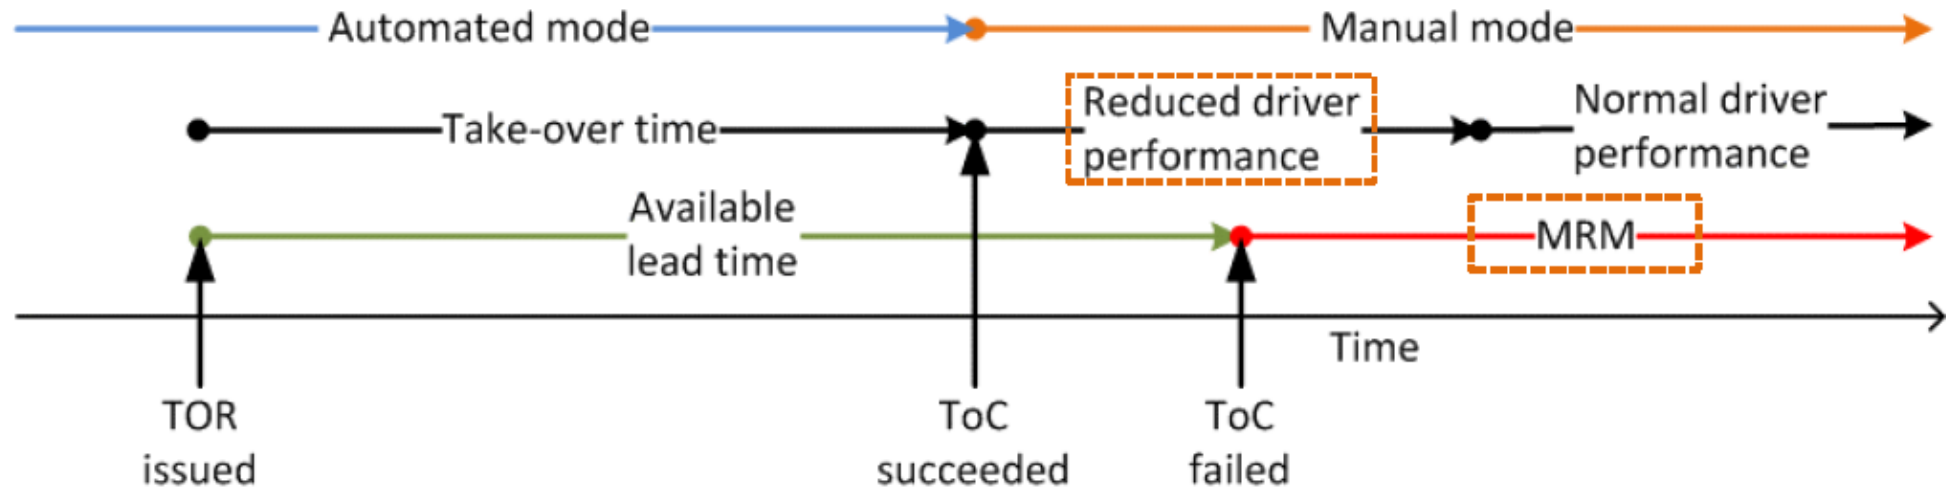 Automated mode
Manual mode
Take-over time
Reduced driver
performance
Normal driver
performance
Available
lead time
MRM
Time
TOR
issued
ToC
succeeded
ToC
failed